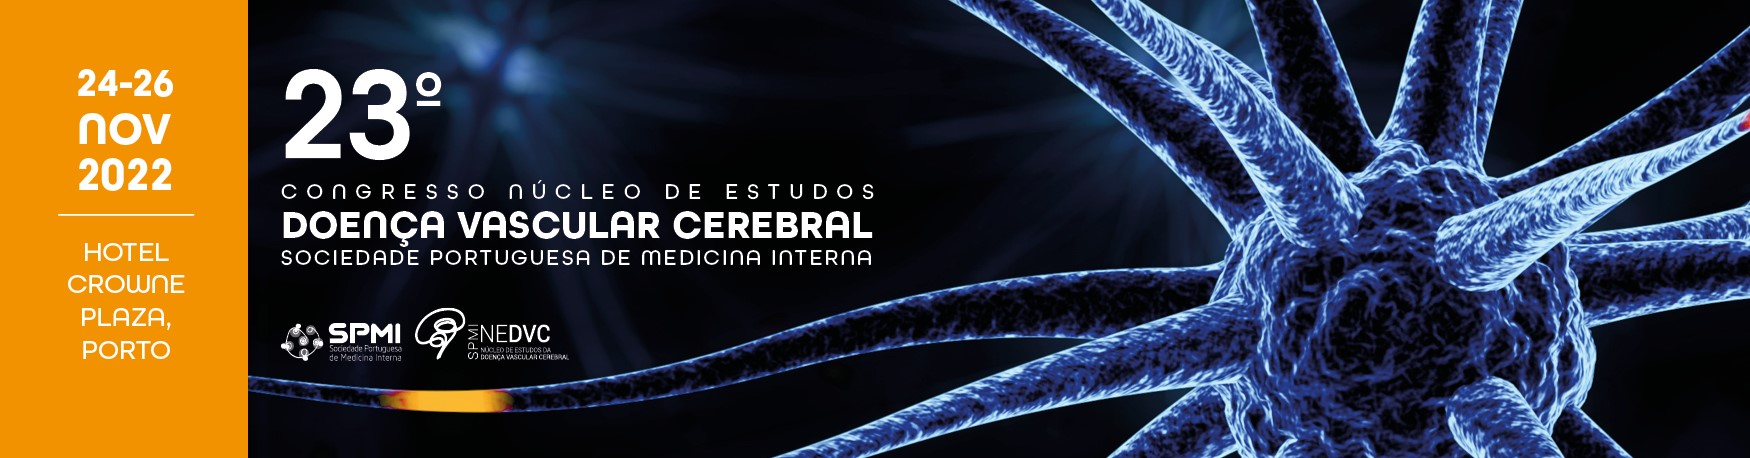 24-26
NOV
2022
HOTEL
CROWNE
PLAZA,
PORTO
23º
CONGRESSO NÚCLEO DE ESTUDOS
DOENÇA VASCULAR CEREBRAL
SOCIEDADE PORTUGUESA DE MEDICINA INTERNA
SPMI
Sociedade Portuguesa
de Medicina Interna
SPMI
NEDVC
NÚCLEO DE ESTUDOS DA
DOENÇA VASCULAR CEREBRAL